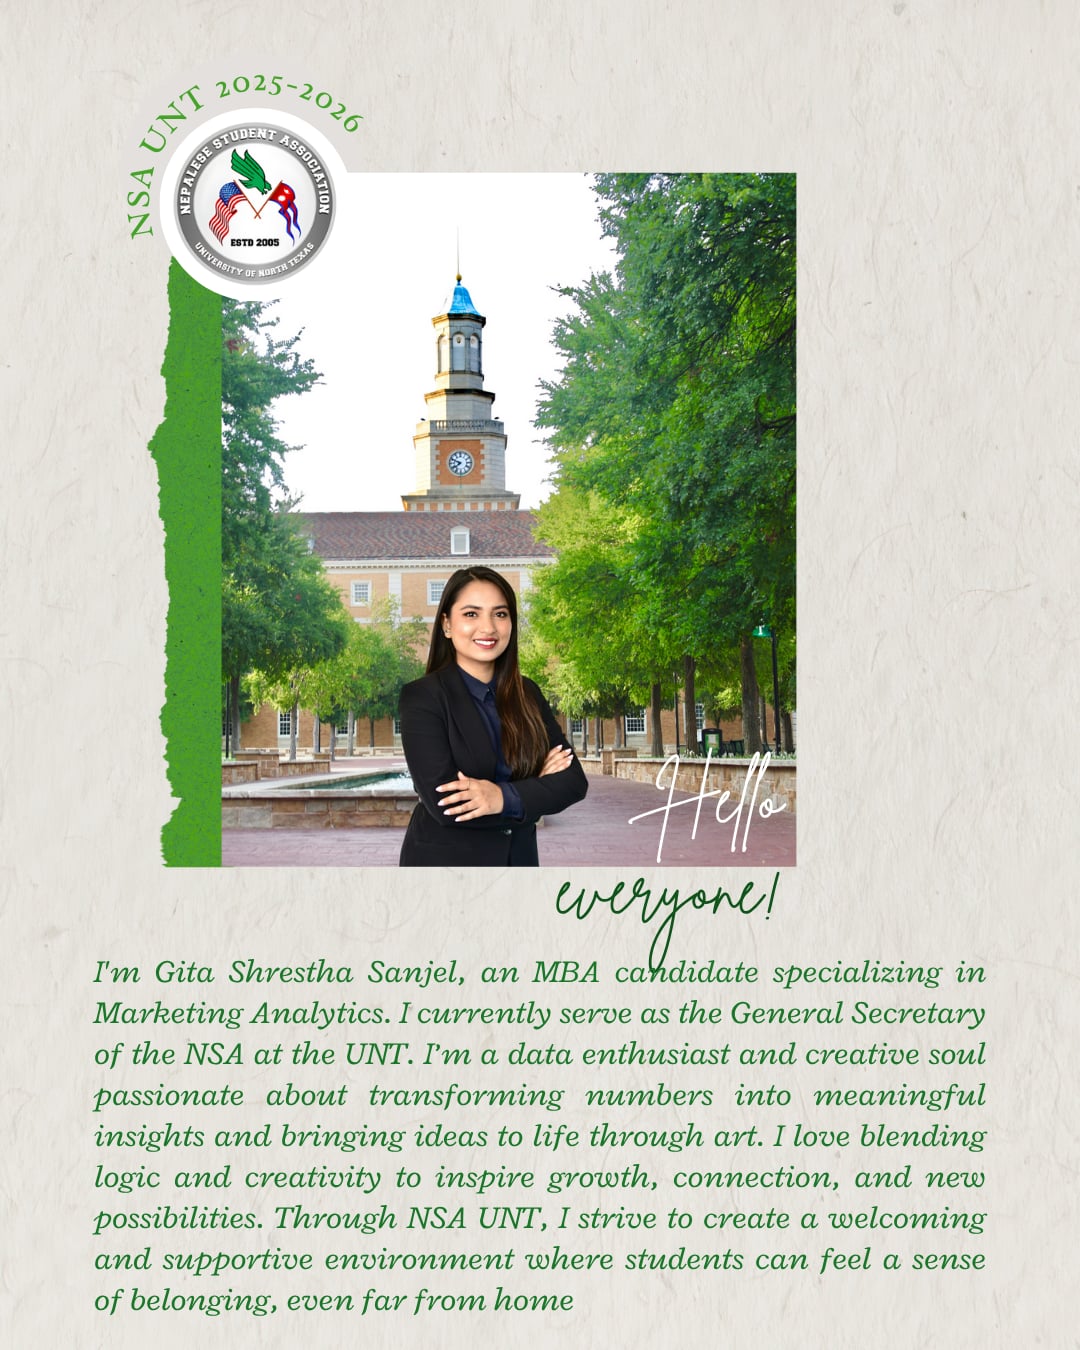 NSA UNT 2025-2026
NEPALESE STUDENT ASSOCIATION
ESTD 2005
UNIVERSITY OF NORTH TEXAS
Hello
everyone!
I'm Gita Shrestha Sanjel, an MBA candidate specializing in
Marketing Analytics. I currently serve as the General Secretary
of the NSA at the UNT. I’m a data enthusiast and creative soul
passionate about transforming numbers into meaningful
insights and bringing ideas to life through art. I love blending
logic and creativity to inspire growth, connection, and new
possibilities. Through NSA UNT, I strive to create a welcoming
and supportive environment where students can feel a sense
of belonging, even far from home